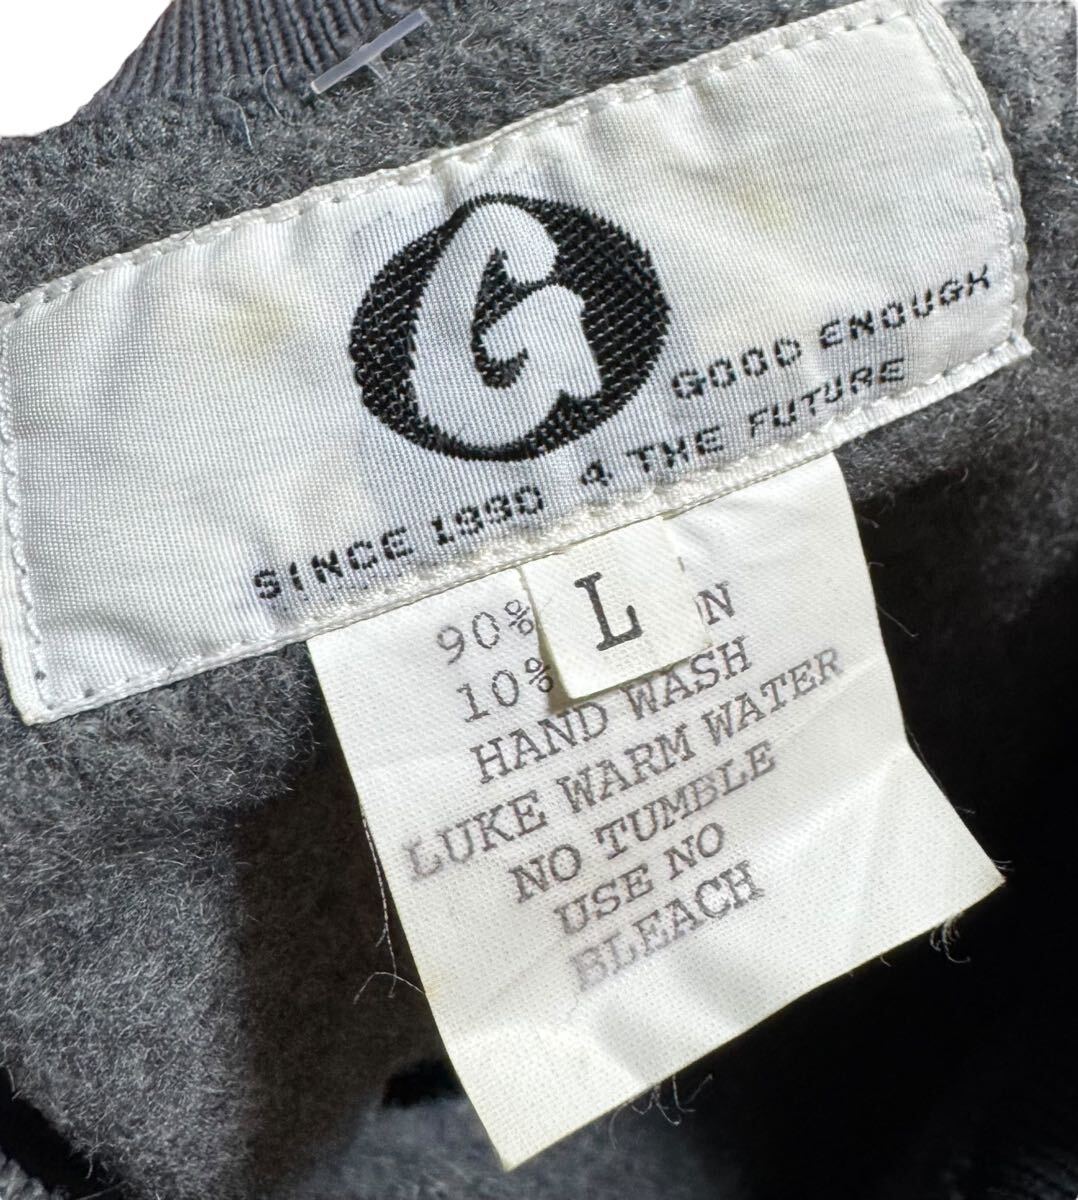 G
GOOD ENOUGH
SINCE 1990 4 THE FUTURE
L
90%
10%
HAND WASH
LUKE WARM WATER
NO TUMBLE
USE NO
BLEACH